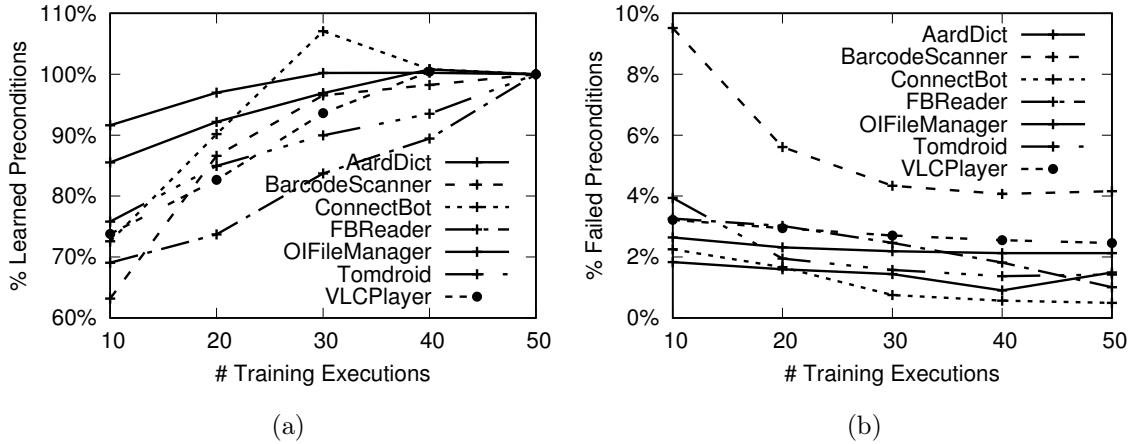 % Learned Preconditions
110%
100%
90%
80%
70%
60%
10 20 30 40 50
# Training Executions
AardDict
BarcodeScanner
ConnectBot
FBReader
OIFileManager
Tomdroid
VLCPlayer
(a)
% Failed Preconditions
10%
8%
6%
4%
2%
0%
10 20 30 40 50
# Training Executions
AardDict
BarcodeScanner
ConnectBot
FBReader
OIFileManager
Tomdroid
VLCPlayer
(b)